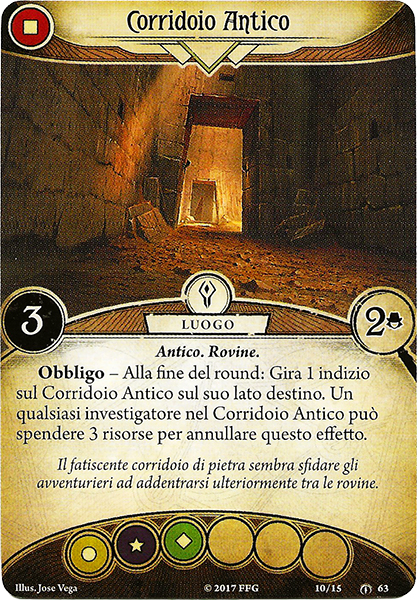 Corridoio Antico
3
LUOGO
2
Antico. Rovine.
Obbligo – Alla fine del round: Gira 1 indizio
sul Corridoio Antico sul suo lato destino. Un
qualsiasi investigatore nel Corridoio Antico può
spendere 3 risorse per annullare questo effetto.
Il fatiscente corridoio di pietra sembra sfidare gli
avventurieri ad addentrarsi ulteriormente tra le rovine.
Illus. Jose Vega
© 2017 FFG
10/15
63